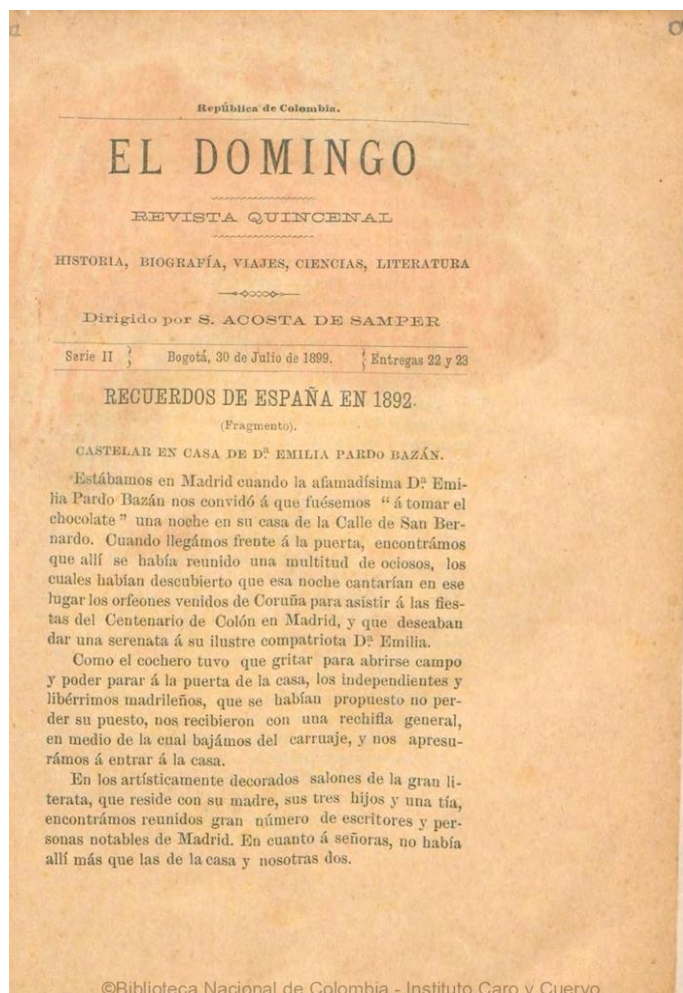 República de Colombia.
EL DOMINGO
REVISTA QUINCENAL
HISTORIA, BIOGRAFÍA, VIAJES, CIENCIAS, LITERATURA
Dirigido por S. ACOSTA DE SAMPER
Serie II } Bogotá, 30 de Julio de 1899. { Entregas 22 y 23
RECUERDOS DE ESPAÑA EN 1892.
(Fragmento).
CASTELAR EN CASA DE D.ª EMILIA PARDO BAZÁN.
Estábamos en Madrid cuando la afamadísima D.ª Emi-
lia Pardo Bazán nos convidó á que fuésemos “á tomar el
chocolate” una noche en su casa de la Calle de San Ber-
nardo. Cuando llegámos frente á la puerta, encontrámos
que allí se había reunido una multitud de ociosos, los
cuales habían descubierto que esa noche cantarían en ese
lugar los orfeones venidos de Coruña para asistir á las fies-
tas del Centenario de Colón en Madrid, y que deseaban
dar una serenata á su ilustre compatriota D.ª Emilia.
Como el cochero tuvo que gritar para abrirse campo
y poder parar á la puerta de la casa, los independientes y
libérrimos madrileños, que se habían propuesto no per-
der su puesto, nos recibieron con una rechifla general,
en medio de la cual bajámos del carruaje, y nos apresu-
rámos á entrar á la casa.
En los artísticamente decorados salones de la gran li-
terata, que reside con su madre, sus tres hijos y una tía,
encontrámos reunidos gran número de escritores y per-
sonas notables de Madrid. En cuanto á señoras, no había
allí más que las de la casa y nosotras dos.
©Biblioteca Nacional de Colombia - Instituto Caro y Cuervo